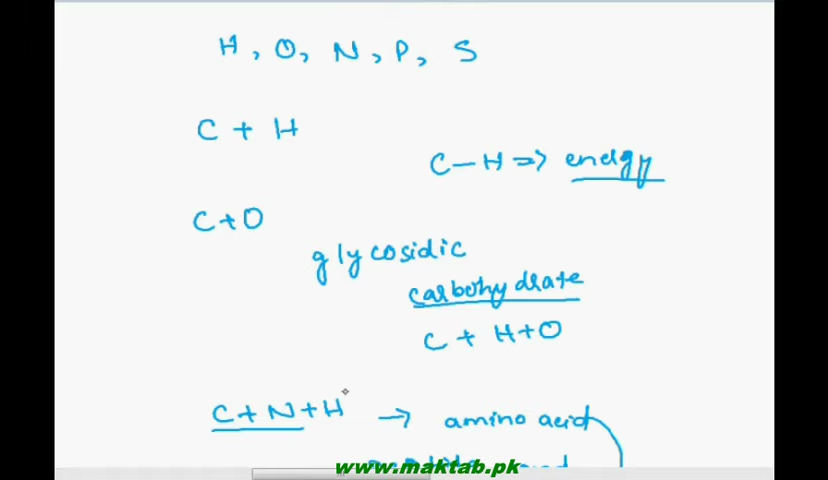 H, O, N, P, S
C + H
C-H => energy
C+O
glycosidic
carbohydrate
C + H+O
C+N+H → amino acid
www.maktab.pk